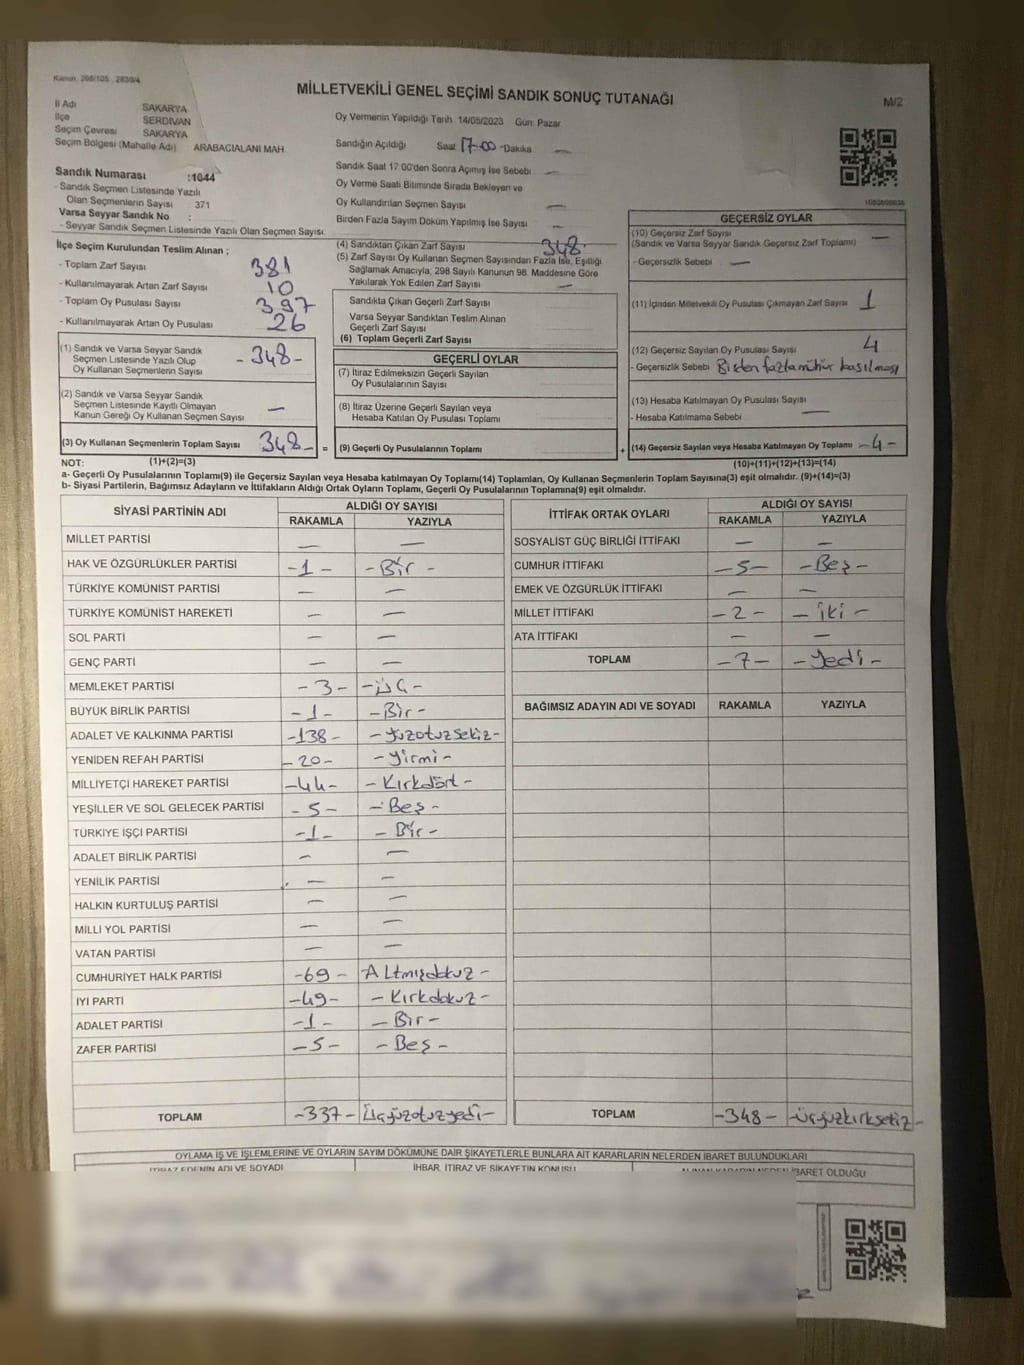 Kanun: 298/105 , 2839/4
MİLLETVEKİLİ GENEL SEÇİMİ SANDIK SONUÇ TUTANAĞI
M/2
İl Adı SAKARYA
İlçe SERDİVAN
Seçim Çevresi SAKARYA
Seçim Bölgesi (Mahalle Adı) ARABACIALANI MAH.
Sandık Numarası :1044
- Sandık Seçmen Listesinde Yazılı
Olan Seçmenlerin Sayısı 371
Varsa Seyyar Sandık No :
- Seyyar Sandık Seçmen Listesinde Yazılı Olan Seçmen Sayısı:
Oy Vermenin Yapıldığı Tarih 14/05/2023 Gün: Pazar
Sandığın Açıldığı Saat 17-00 -Dakika —
Sandık Saat 17:00'den Sonra Açılmış İse Sebebi —
Oy Verme Saati Bitiminde Sırada Bekleyen ve
Oy Kullandırılan Seçmen Sayısı —
Birden Fazla Sayım Döküm Yapılmış İse Sayısı —
İlçe Seçim Kurulundan Teslim Alınan ;
- Toplam Zarf Sayısı 381
- Kullanılmayarak Artan Zarf Sayısı 10
- Toplam Oy Pusulası Sayısı 397
- Kullanılmayarak Artan Oy Pusulası 26
(1) Sandık ve Varsa Seyyar Sandık
Seçmen Listesinde Yazılı Olup
Oy Kullanan Seçmenlerin Sayısı -348-
(2) Sandık ve Varsa Seyyar Sandık
Seçmen Listesinde Kayıtlı Olmayan
Kanun Gereği Oy Kullanan Seçmen Sayısı —
(3) Oy Kullanan Seçmenlerin Toplam Sayısı 348-
(4) Sandıktan Çıkan Zarf Sayısı 348
(5) Zarf Sayısı Oy Kullanan Seçmen Sayısından Fazla İse, Eşitliği
Sağlamak Amacıyla; 298 Sayılı Kanunun 98. Maddesine Göre
Yakılarak Yok Edilen Zarf Sayısı —
Sandıkta Çıkan Geçerli Zarf Sayısı
Varsa Seyyar Sandıktan Teslim Alınan
Geçerli Zarf Sayısı
(6) Toplam Geçerli Zarf Sayısı
GEÇERLİ OYLAR
(7) İtiraz Edilmeksizin Geçerli Sayılan
Oy Pusulalarının Sayısı
(8) İtiraz Üzerine Geçerli Sayılan veya
Hesaba Katılan Oy Pusulası Toplamı
= (9) Geçerli Oy Pusulalarının Toplamı +
GEÇERSİZ OYLAR
(10) Geçersiz Zarf Sayısı —
(Sandık ve Varsa Seyyar Sandık Geçersiz Zarf Toplamı)
- Geçersizlik Sebebi —
(11) İçinden Milletvekili Oy Pusulası Çıkmayan Zarf Sayısı 1
(12) Geçersiz Sayılan Oy Pusulası Sayısı 4
- Geçersizlik Sebebi Birden fazla mühür basılması
(13) Hesaba Katılmayan Oy Pusulası Sayısı
- Hesaba Katılmama Sebebi —
(14) Geçersiz Sayılan veya Hesaba Katılmayan Oy Toplamı -4-
NOT: (1)+(2)=(3) (10)+(11)+(12)+(13)=(14)
a- Geçerli Oy Pusulalarının Toplamı(9) ile Geçersiz Sayılan veya Hesaba katılmayan Oy Toplamı(14) Toplamları, Oy Kullanan Seçmenlerin Toplam Sayısına(3) eşit olmalıdır. (9)+(14)=(3)
b- Siyasi Partilerin, Bağımsız Adayların ve İttifakların Aldığı Ortak Oyların Toplamı, Geçerli Oy Pusulalarının Toplamına(9) eşit olmalıdır.
SİYASİ PARTİNİN ADI ALDIĞI OY SAYISI
RAKAMLA YAZIYLA
MİLLET PARTİSİ — —
HAK VE ÖZGÜRLÜKLER PARTİSİ -1- -Bir-
TÜRKİYE KOMÜNİST PARTİSİ — —
TÜRKİYE KOMÜNİST HAREKETİ — —
SOL PARTİ — —
GENÇ PARTİ — —
MEMLEKET PARTİSİ -3- -üç-
BÜYÜK BİRLİK PARTİSİ -1- -Bir-
ADALET VE KALKINMA PARTİSİ -138- -yüzotuzsekiz-
YENİDEN REFAH PARTİSİ -20- -yirmi-
MİLLİYETÇİ HAREKET PARTİSİ -44- -Kırkdört-
YEŞİLLER VE SOL GELECEK PARTİSİ -5- -Beş-
TÜRKİYE İŞÇİ PARTİSİ -1- -Bir-
ADALET BİRLİK PARTİSİ — —
YENİLİK PARTİSİ — —
HALKIN KURTULUŞ PARTİSİ — —
MİLLİ YOL PARTİSİ — —
VATAN PARTİSİ — —
CUMHURİYET HALK PARTİSİ -69- Altmışdokuz-
İYİ PARTİ -49- -Kırkdokuz-
ADALET PARTİSİ -1- -Bir-
ZAFER PARTİSİ -5- -Beş-
TOPLAM -337- üçyüzotuzyedi-
İTTİFAK ORTAK OYLARI ALDIĞI OY SAYISI
RAKAMLA YAZIYLA
SOSYALİST GÜÇ BİRLİĞİ İTTİFAKI — —
CUMHUR İTTİFAKI -5- -Beş-
EMEK VE ÖZGÜRLÜK İTTİFAKI — —
MİLLET İTTİFAKI -2- -iki-
ATA İTTİFAKI — —
TOPLAM -7- -yedi-
BAĞIMSIZ ADAYIN ADI VE SOYADI RAKAMLA YAZIYLA
TOPLAM -348- -üçyüzkırksekiz-
OYLAMA İŞ VE İŞLEMLERİNE VE OYLARIN SAYIM DÖKÜMÜNE DAİR ŞİKAYETLERLE BUNLARA AİT KARARLARIN NELERDEN İBARET BULUNDUKLARI
İTİRAZ EDENİN ADI VE SOYADI İHBAR, İTİRAZ VE ŞİKAYETİN KONUSU ALINAN KARARIN NEDEN İBARET OLDUĞU